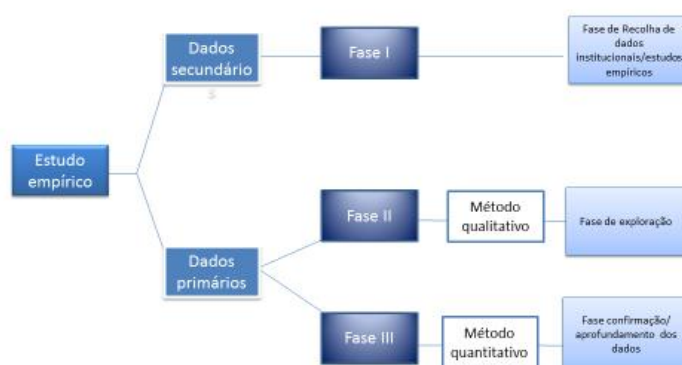 Dados
secundário
s
Fase I
Fase de Recolha de
dados
institucionais/estudos
empíricos
Estudo
empírico
Fase II
Método
qualitativo
Fase de exploração
Dados
primários
Fase III
Método
quantitativo
Fase confirmação/
aprofundamento dos
dados